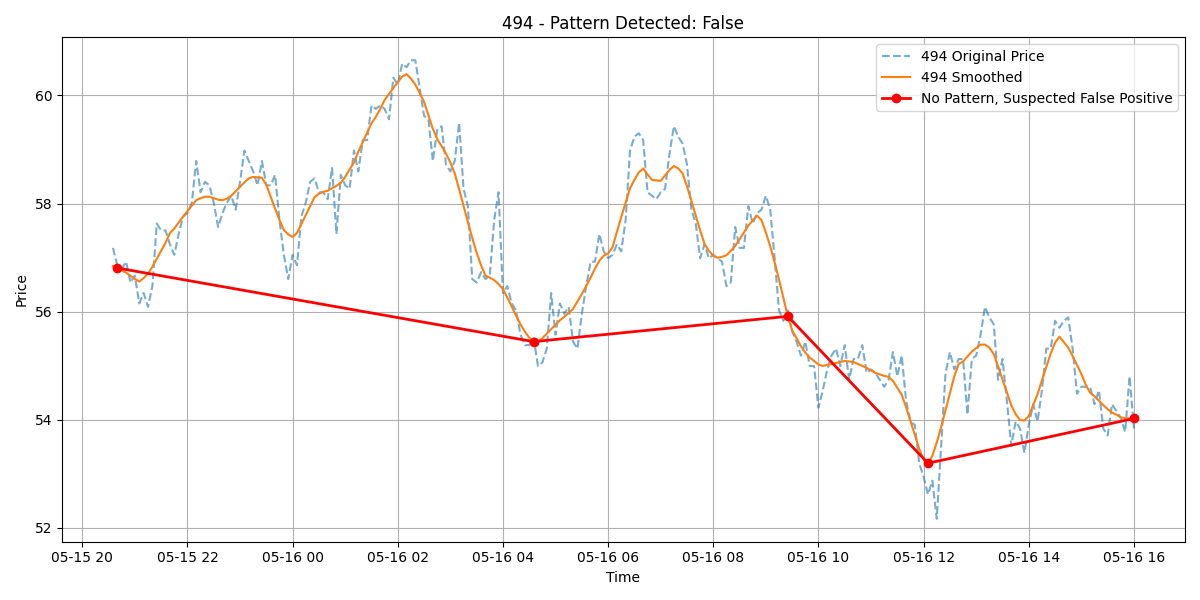 494 - Pattern Detected: False
494 Original Price
494 Smoothed
No Pattern, Suspected False Positive
Price
60
58
56
54
52
05-15 20 05-15 22 05-16 00 05-16 02 05-16 04 05-16 06 05-16 08 05-16 10 05-16 12 05-16 14 05-16 16
Time